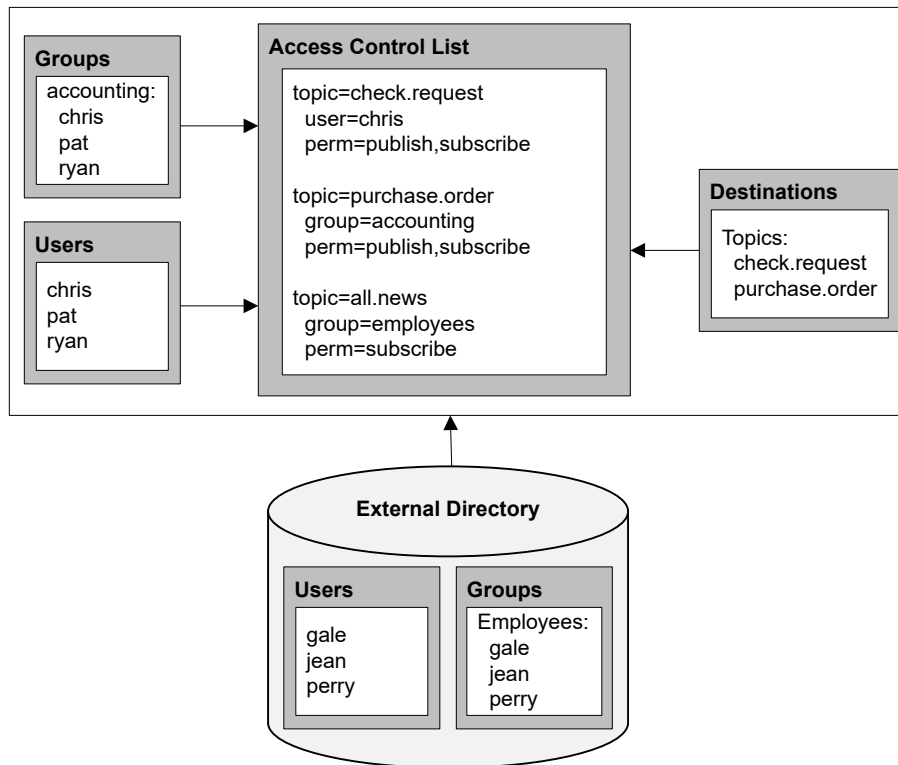 Groups
accounting:
chris
pat
ryan
Users
chris
pat
ryan
Access Control List
topic=check.request
user=chris
perm=publish,subscribe
topic=purchase.order
group=accounting
perm=publish,subscribe
topic=all.news
group=employees
perm=subscribe
Destinations
Topics:
check.request
purchase.order
External Directory
Users
gale
jean
perry
Groups
Employees:
gale
jean
perry